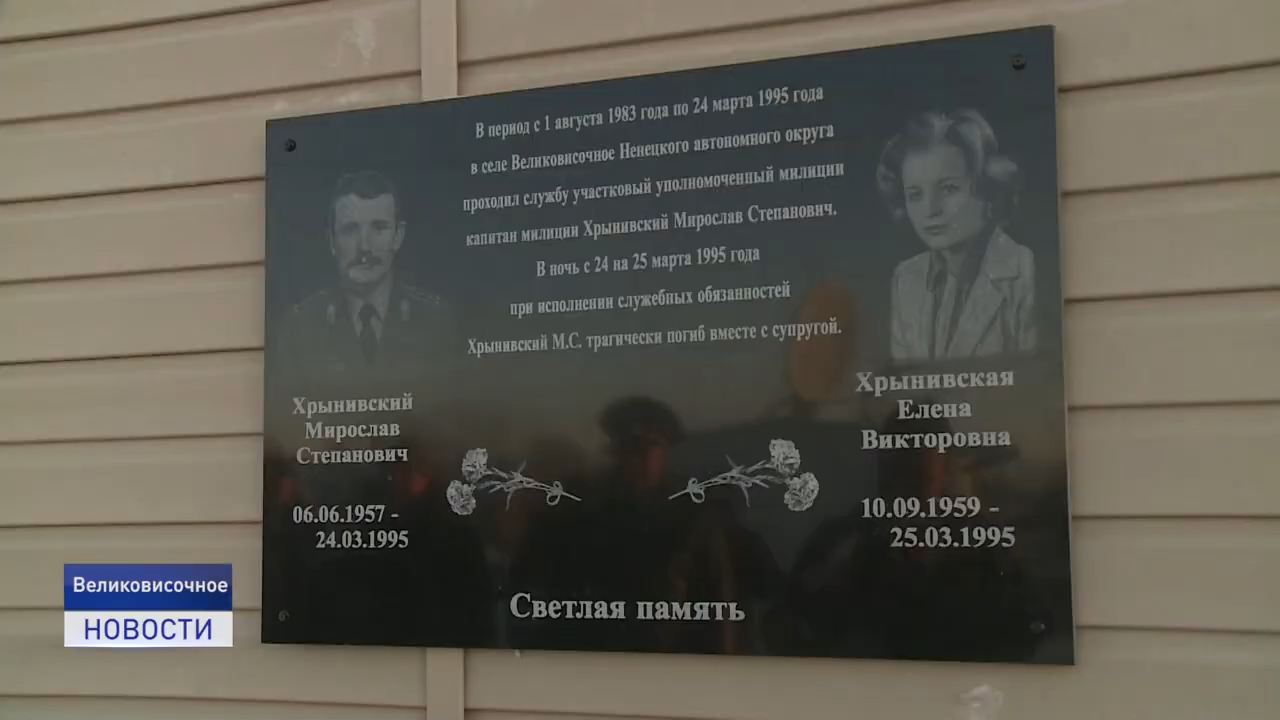 В период с 1 августа 1983 года по 24 марта 1995 года
в селе Великовисочное Ненецкого автономного округа
проходил службу участковый уполномоченный милиции
капитан милиции Хрынивский Мирослав Степанович.
В ночь с 24 на 25 марта 1995 года
при исполнении служебных обязанностей
Хрынивский М.С. трагически погиб вместе с супругой.
Хрынивский
Мирослав
Степанович
06.06.1957 -
24.03.1995
Хрынивская
Елена
Викторовна
10.09.1959 -
25.03.1995
Светлая память
Великовисочное
НОВОСТИ